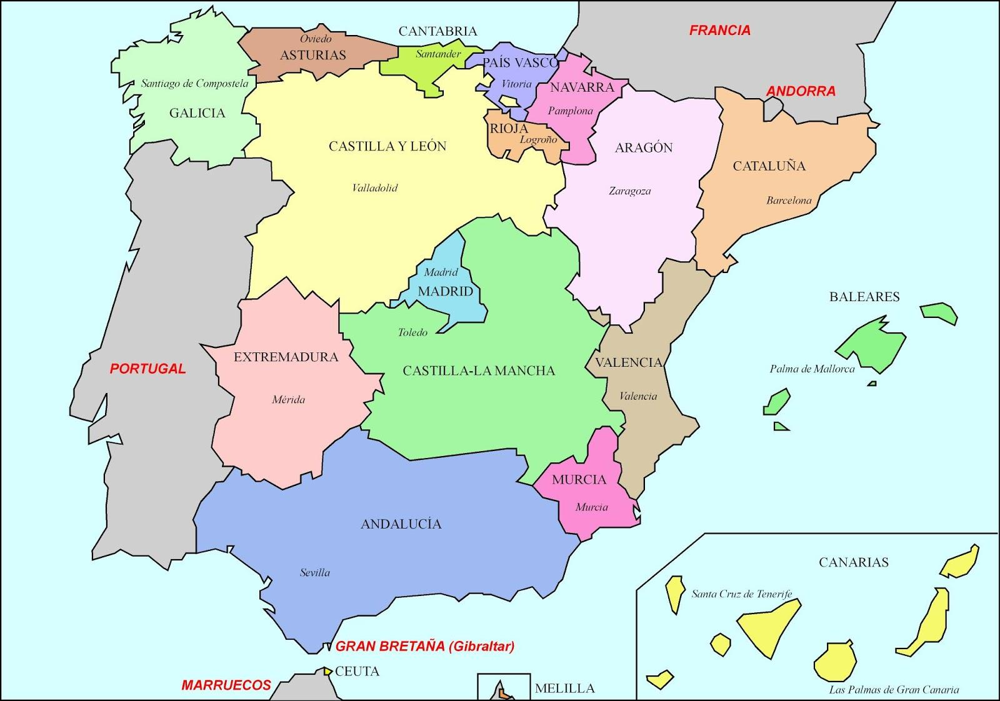 FRANCIA
CANTABRIA
Oviedo
ASTURIAS
Santander
PAÍS VASCO
Vitoria
NAVARRA
ANDORRA
Santiago de Compostela
GALICIA
Pamplona
RIOJA
Logroño
CASTILLA Y LEÓN
ARAGÓN
CATALUÑA
Valladolid
Zaragoza
Barcelona
Madrid
MADRID
BALEARES
Toledo
EXTREMADURA
PORTUGAL
CASTILLA-LA MANCHA
VALENCIA
Palma de Mallorca
Mérida
Valencia
MURCIA
Murcia
ANDALUCÍA
Sevilla
CANARIAS
Santa Cruz de Tenerife
GRAN BRETAÑA (Gibraltar)
CEUTA
MARRUECOS
MELILLA
Las Palmas de Gran Canaria